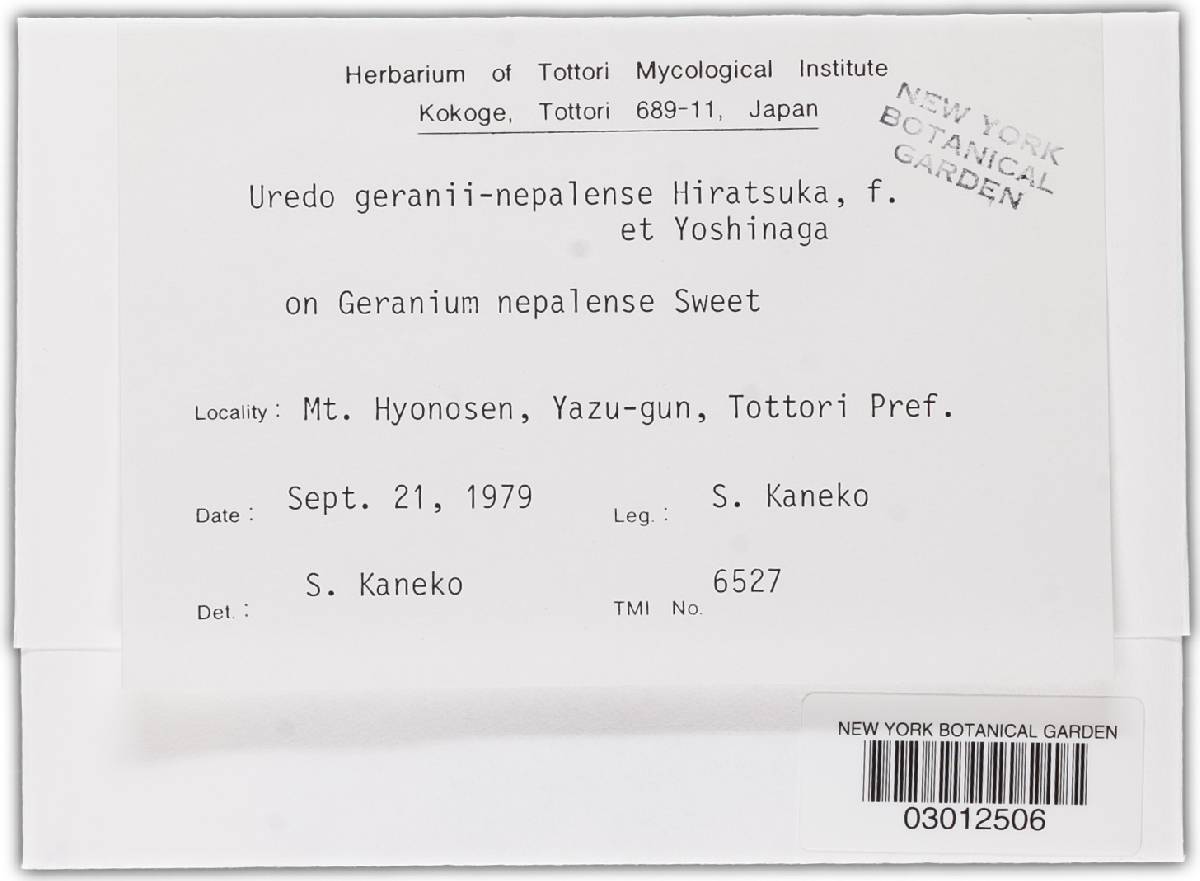 Herbarium of Tottori Mycological Institute
Kokoge, Tottori 689-11, Japan
NEW YORK
BOTANICAL
GARDEN
Uredo geranii-nepalense Hiratsuka, f.
et Yoshinaga
on Geranium nepalense Sweet
Locality: Mt. Hyonosen, Yazu-gun, Tottori Pref.
Date: Sept. 21, 1979 Leg.: S. Kaneko
Det.: S. Kaneko TMI No. 6527
NEW YORK BOTANICAL GARDEN
03012506